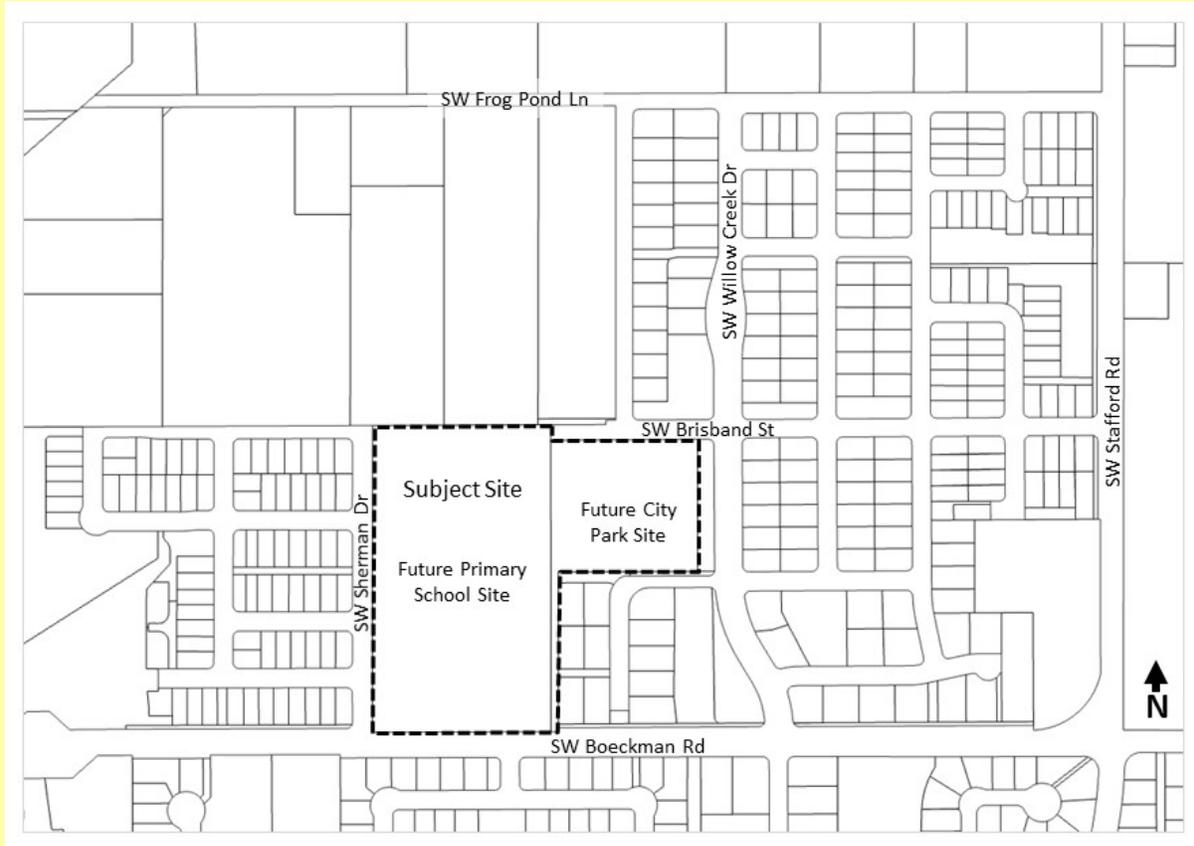 SW Frog Pond Ln
SW Willow Creek Dr
SW Brisband St
SW Stafford Rd
Subject Site
Future City
Park Site
SW Sherman Dr
Future Primary
School Site
N
SW Boeckman Rd